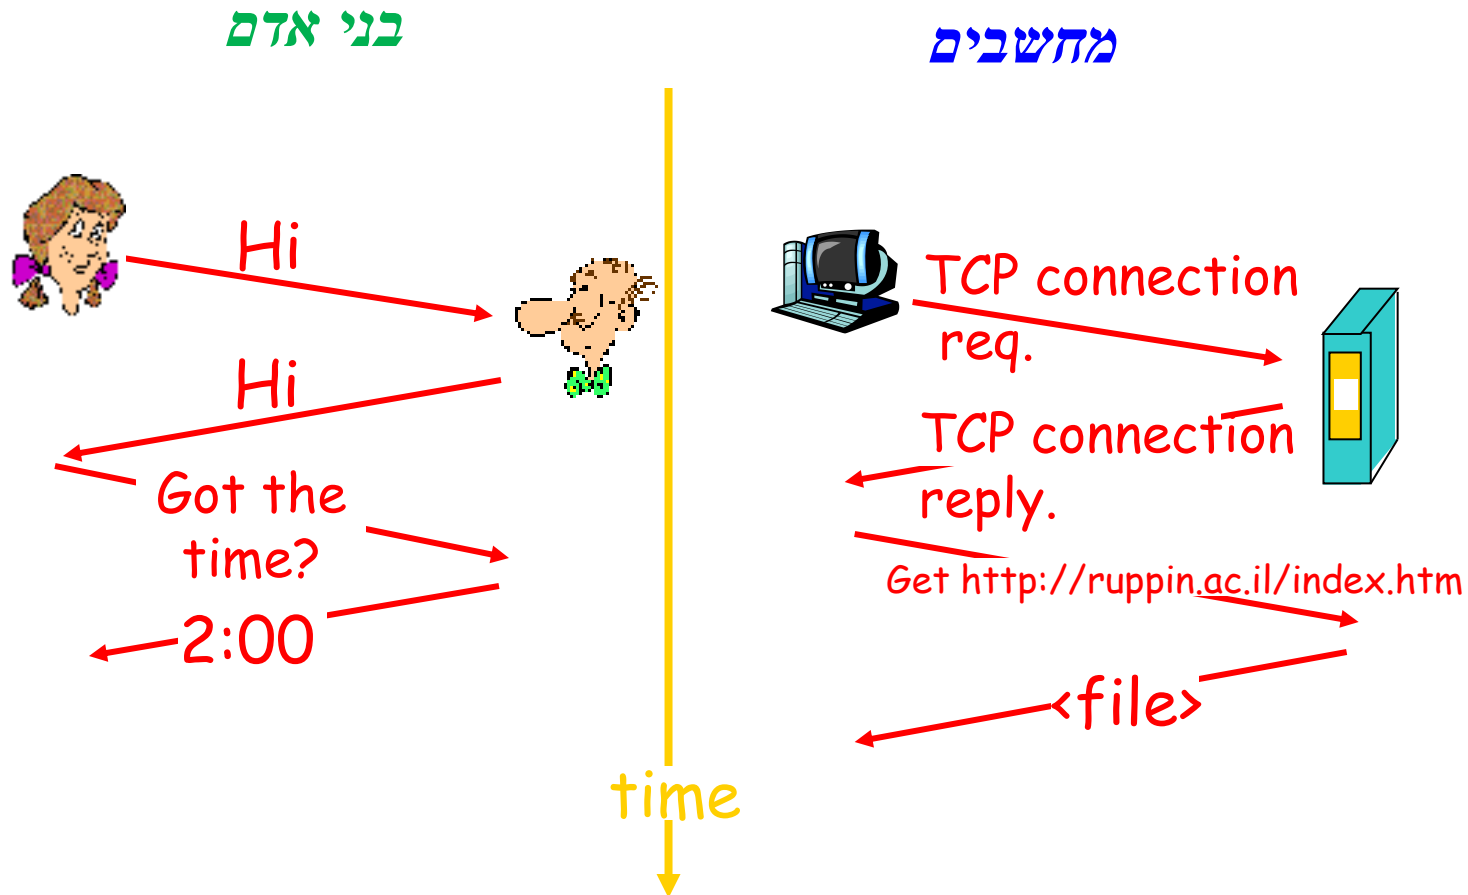 בני אדם
מחשבים
Hi
Hi
Got the
time?
2:00
TCP connection
req.
TCP connection
reply.
Get http://ruppin.ac.il/index.htm
<file>
time